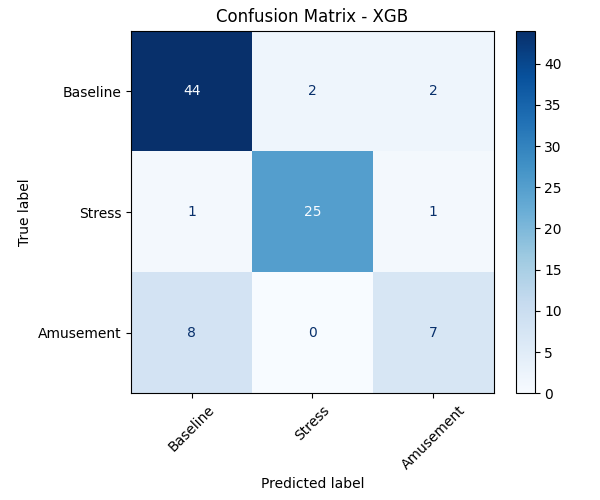 Confusion Matrix - XGB
True label
Baseline
44 2 2
Stress
1 25 1
Amusement
8 0 7
Baseline Stress Amusement
Predicted label
40
35
30
25
20
15
10
5
0